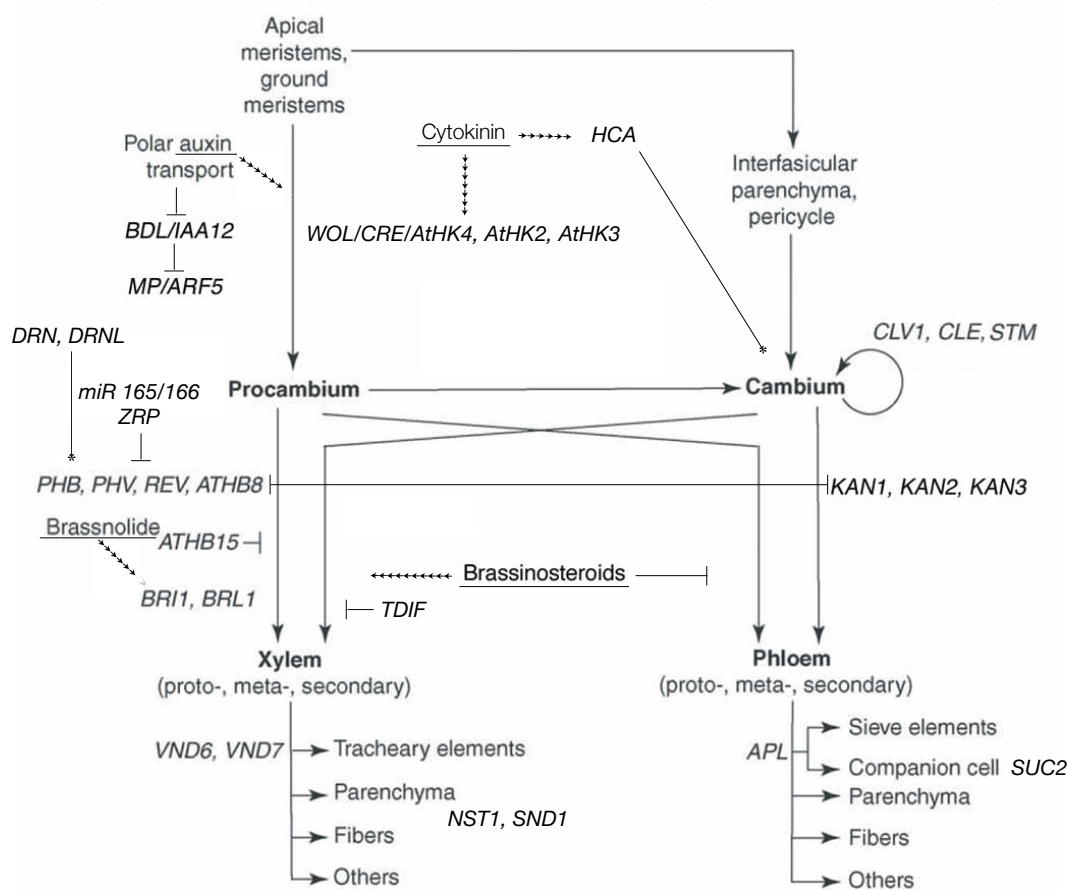 Apical
meristems,
ground
meristems
Cytokinin
HCA
Polar auxin
transport
Interfasicular
parenchyma,
pericycle
BDL/IAA12
WOL/CRE/AtHK4, AtHK2, AtHK3
MP/ARF5
DRN, DRNL
CLV1, CLE, STM
miR 165/166
ZRP
Procambium
Cambium
PHB, PHV, REV, ATHB8
KAN1, KAN2, KAN3
Brassnolide
ATHB15
Brassinosteroids
BRI1, BRL1
TDIF
Xylem
(proto-, meta-, secondary)
Phloem
(proto-, meta-, secondary)
VND6, VND7
Tracheary elements
Parenchyma
NST1, SND1
Fibers
Others
APL
Sieve elements
Companion cell SUC2
Parenchyma
Fibers
Others